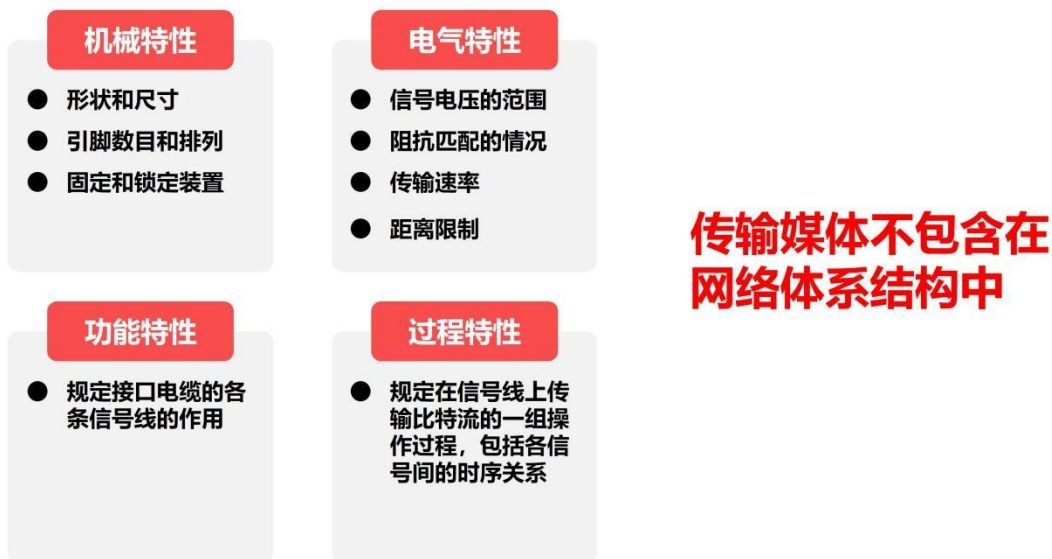 机械特性
形状和尺寸
引脚数目和排列
固定和锁定装置
电气特性
信号电压的范围
阻抗匹配的情况
传输速率
距离限制
功能特性
规定接口电缆的各
条信号线的作用
过程特性
规定在信号线上传
输比特流的一组操
作过程，包括各信
号间的时序关系
传输媒体不包含在
网络体系结构中